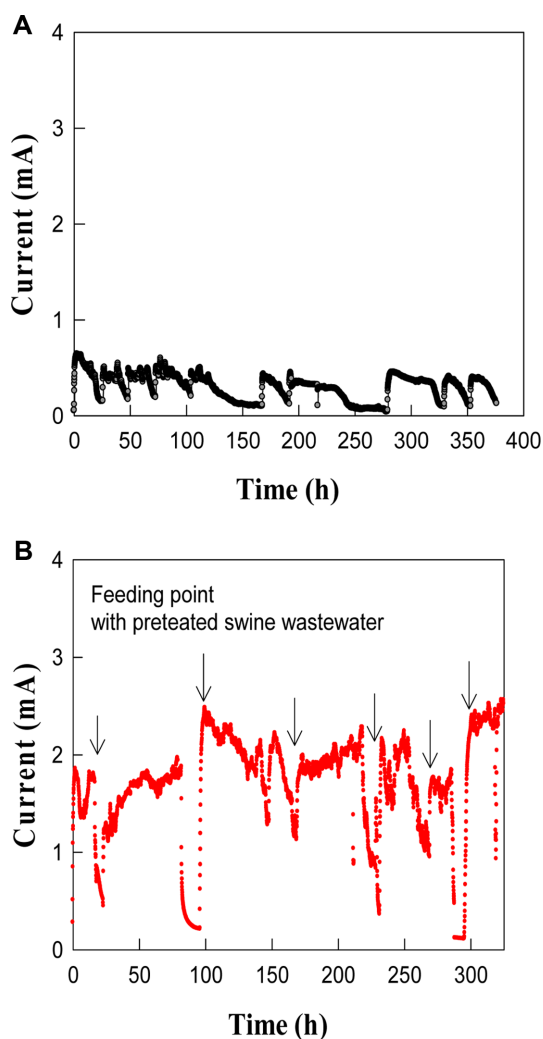 A
4
3
2
1
0
Current (mA)
0 50 100 150 200 250 300 350 400
Time (h)
B
4
3
2
1
0
Current (mA)
Feeding point
with preteated swine wastewater
0 50 100 150 200 250 300
Time (h)